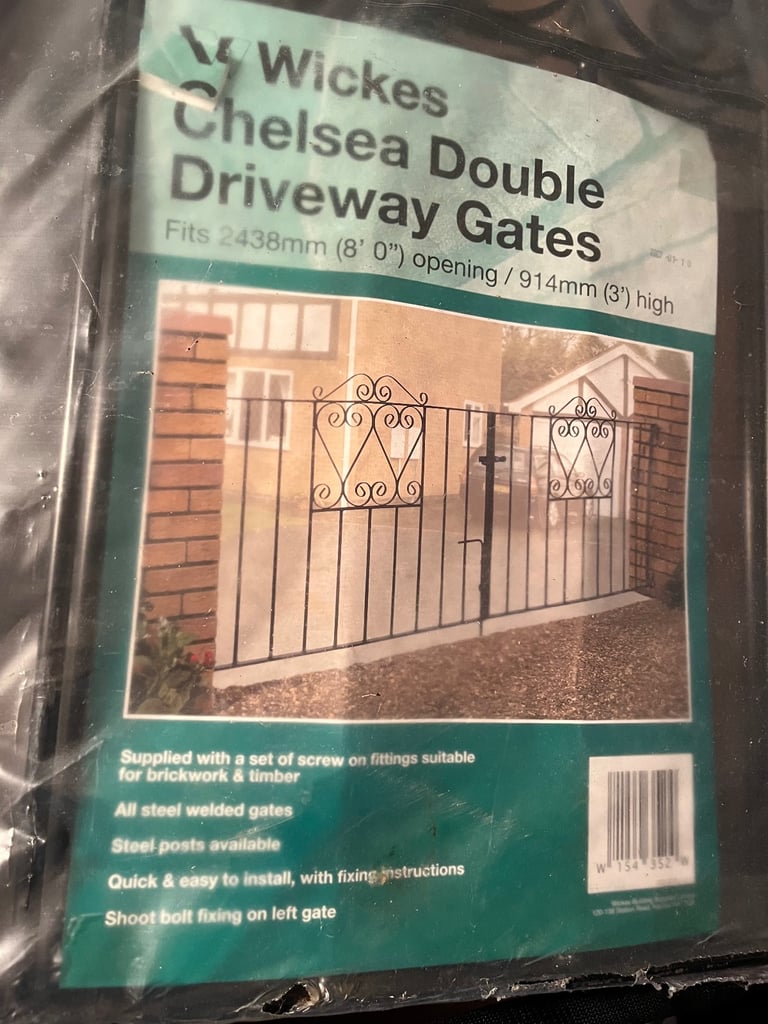 Wickes
Chelsea Double
Driveway Gates
Fits 2438mm (8' 0") opening / 914mm (3') high
Supplied with a set of screw on fittings suitable
for brickwork & timber
All steel welded gates
Steel posts available
Quick & easy to install, with fixing instructions
Shoot bolt fixing on left gate
W 154 352